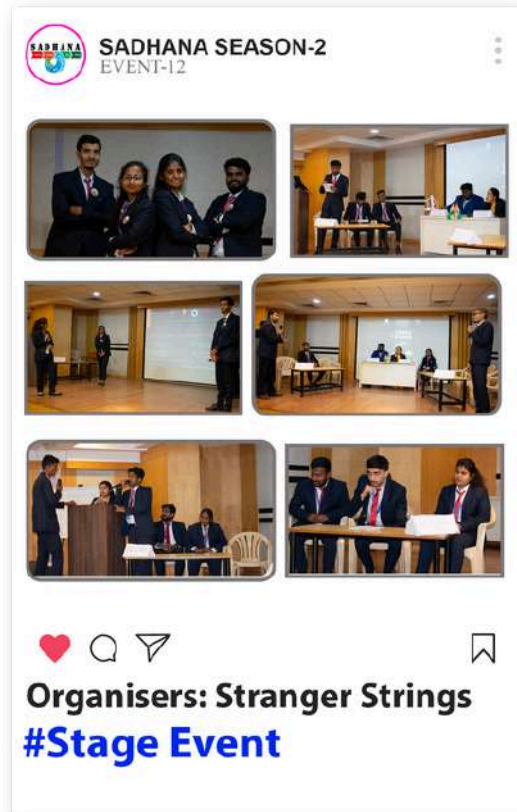 SADHANA
SADHANA SEASON-2
EVENT-12
Organisers: Stranger Strings
#Stage Event